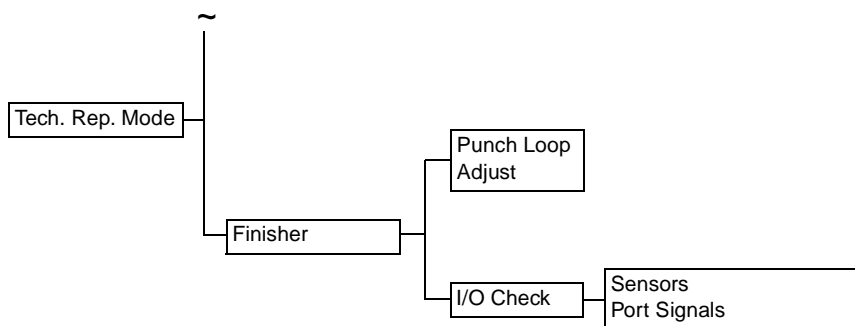 ~
Tech. Rep. Mode
Punch Loop
Adjust
Finisher
I/O Check
Sensors
Port Signals